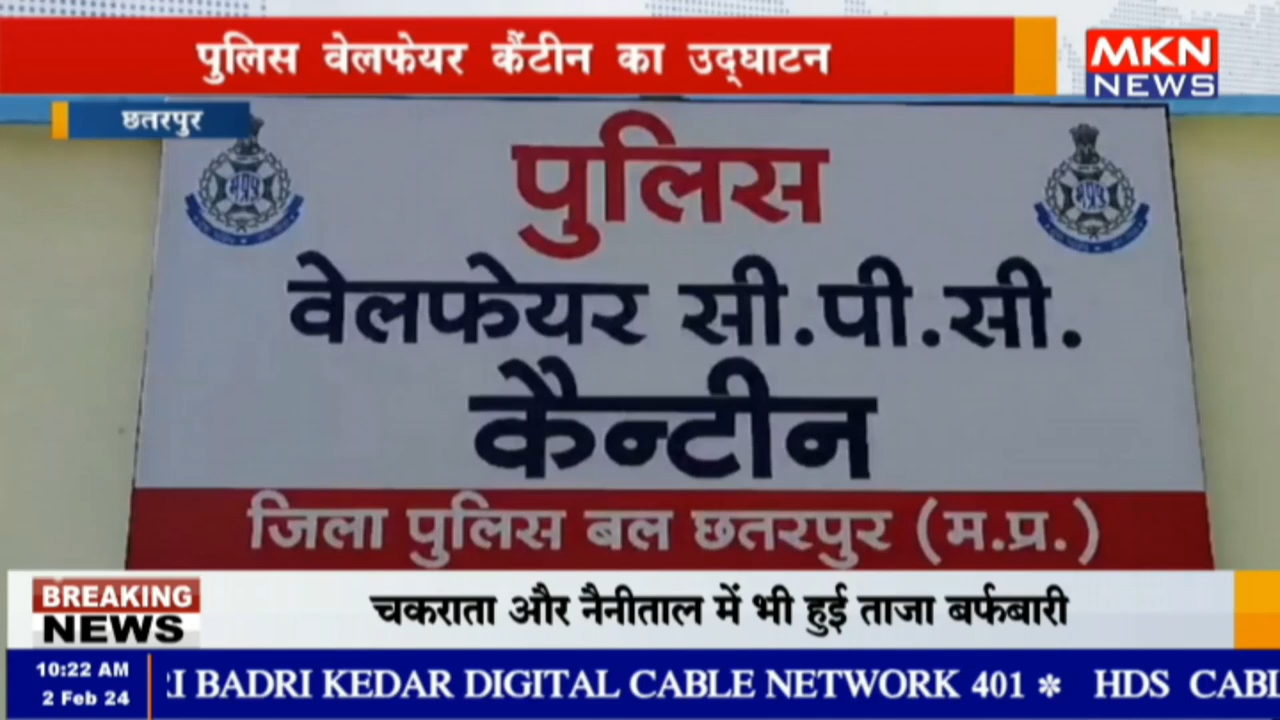 पुलिस वेलफेयर कैंटीन का उद्घाटन
MKN
NEWS
छतरपुर
पुलिस
वेलफेयर सी.पी.सी.
कैन्टीन
जिला पुलिस बल छतरपुर (म.प्र.)
BREAKING
NEWS
चकराता और नैनीताल में भी हुई ताजा बर्फबारी
10:22 AM
2 Feb 24
RI BADRI KEDAR DIGITAL CABLE NETWORK 401 * HDS CABL